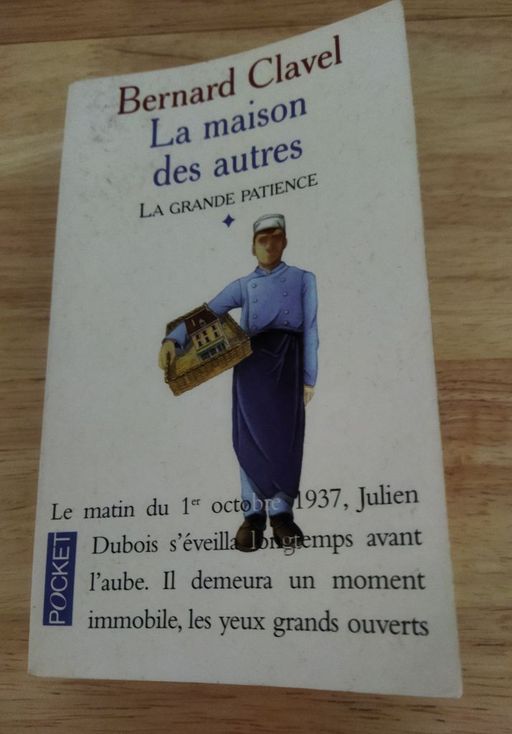 Bernard Clavel
La maison
des autres
LA GRANDE PATIENCE
Le matin du 1er octobre 1937, Julien
Dubois s'éveilla longtemps avant
l'aube. Il demeura un moment
immobile, les yeux grands ouverts
POCKET